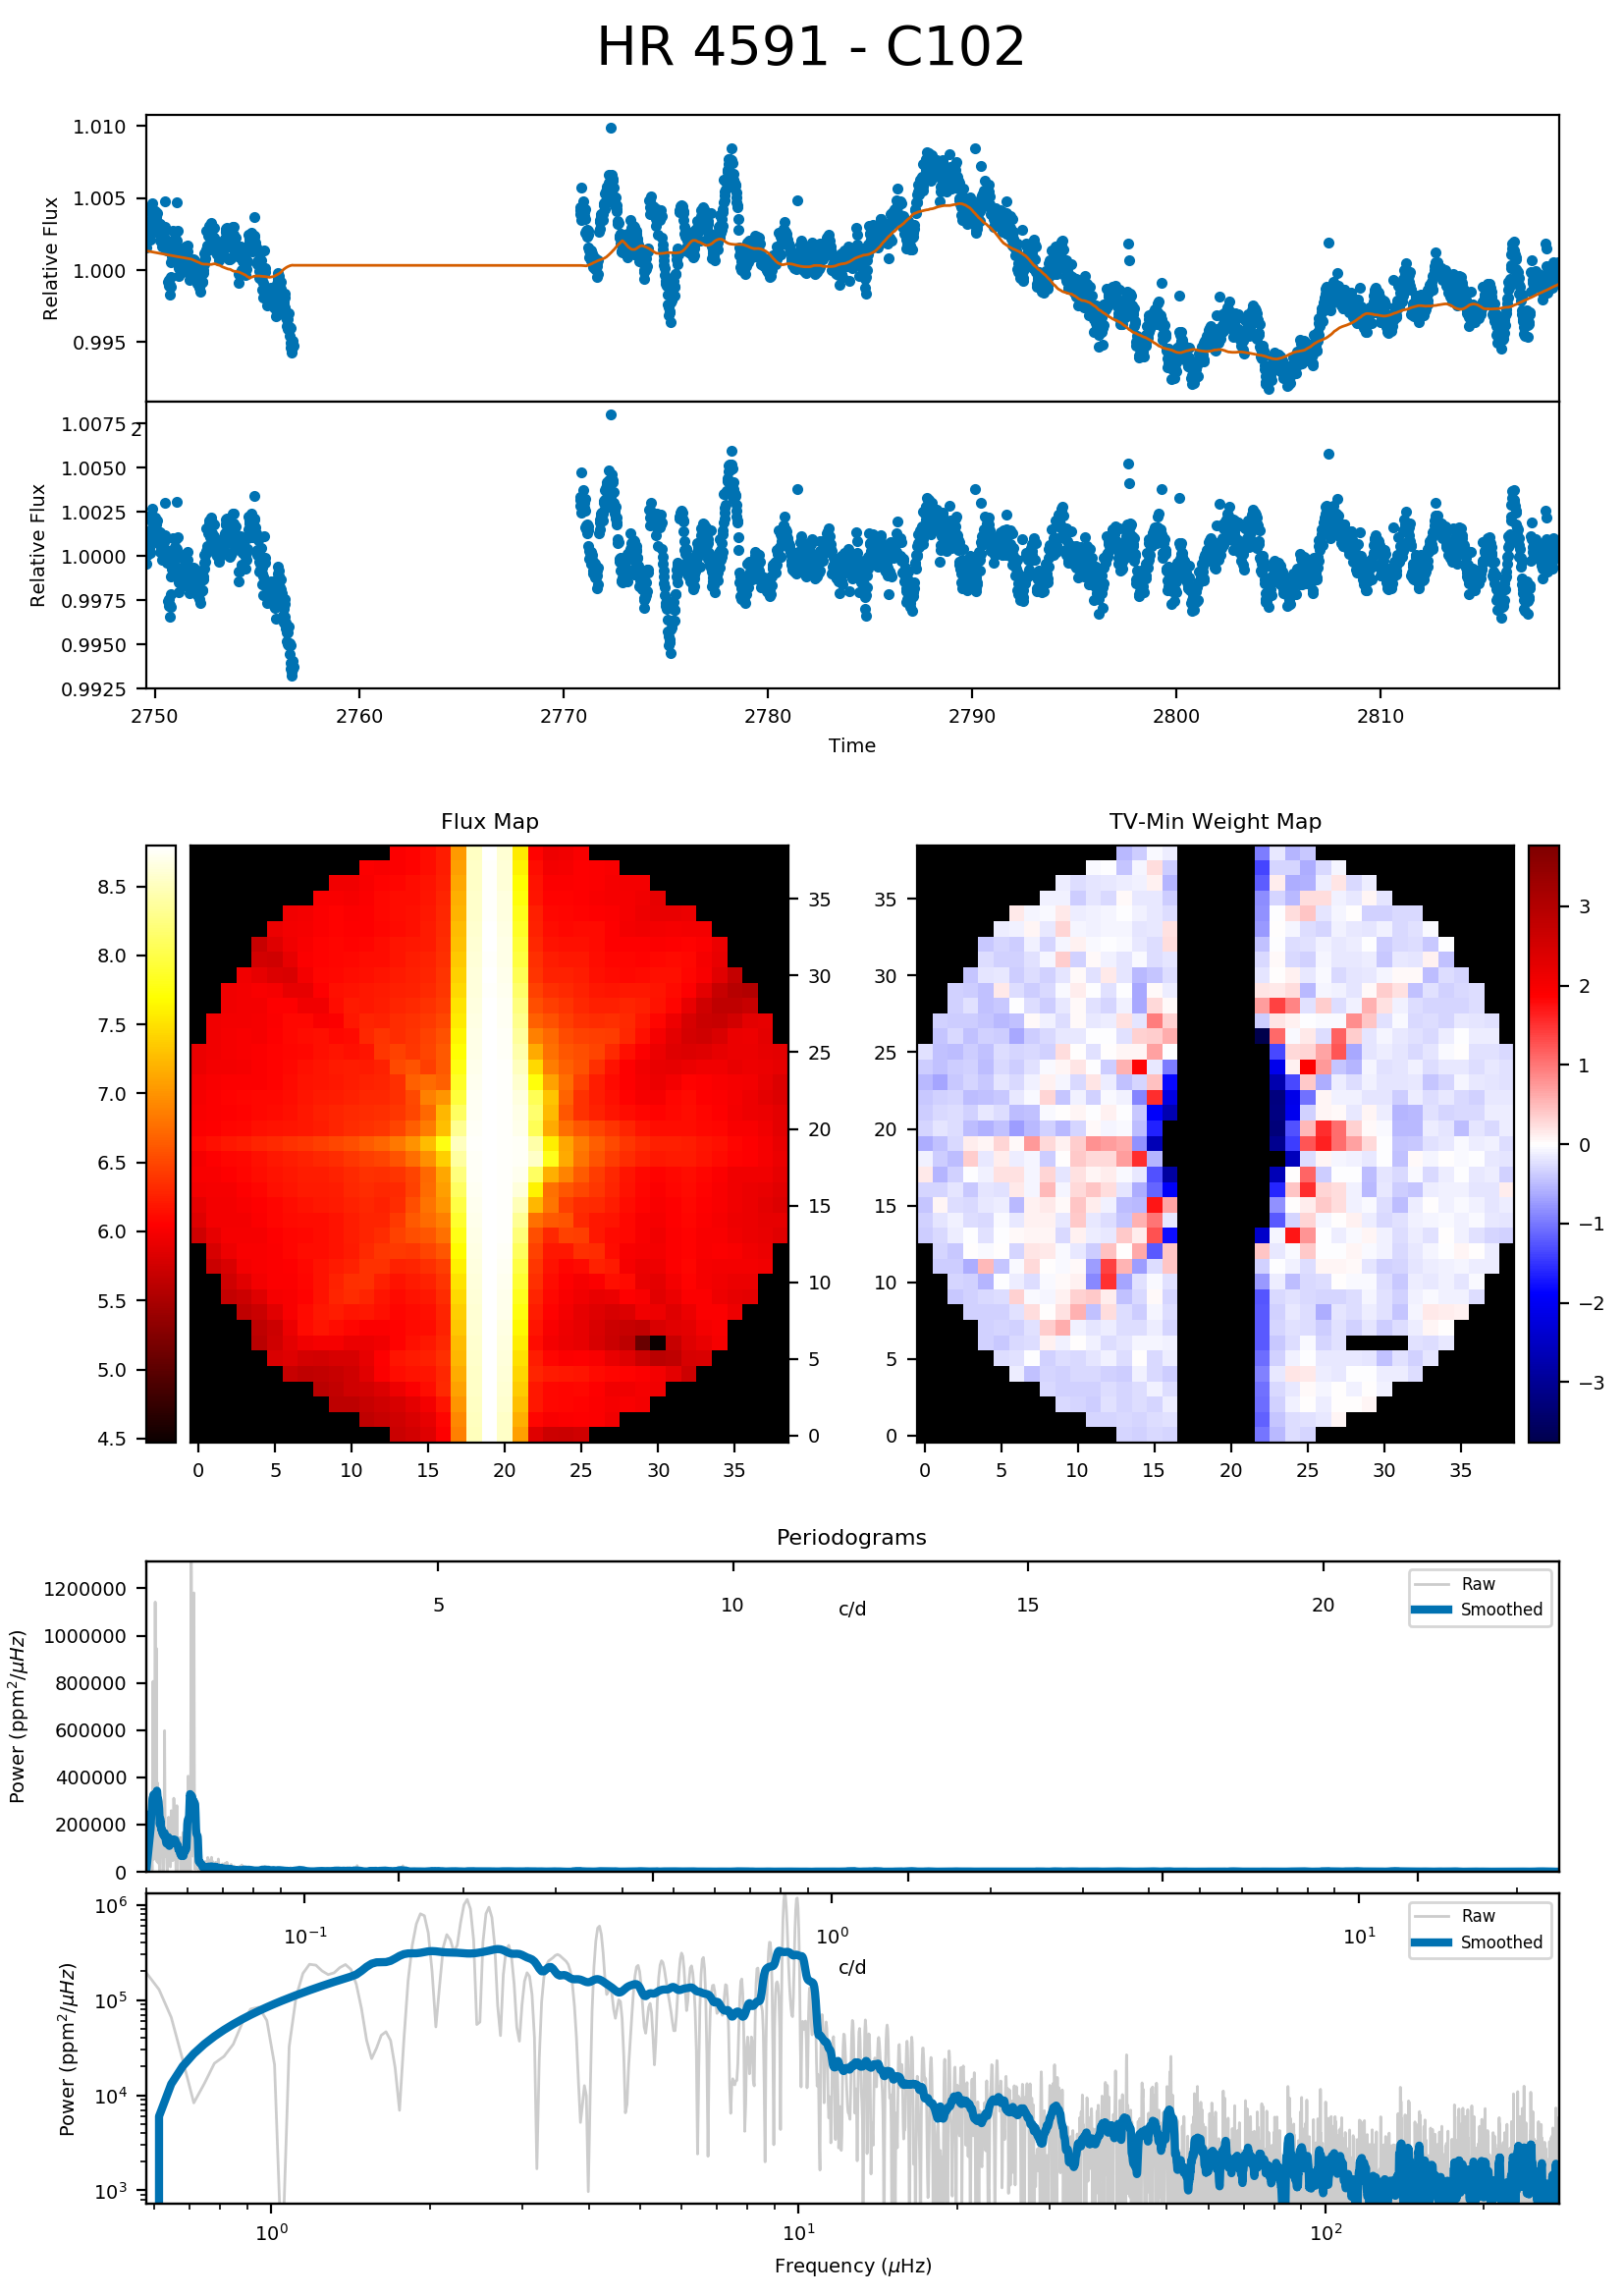 HR 4591 - C102
1.010
1.005
1.000
0.995
Relative Flux
2
1.0075
1.0050
1.0025
1.0000
0.9975
0.9950
0.9925
Relative Flux
2750 2760 2770 2780 2790 2800 2810
Time
Flux Map
8.5
8.0
7.5
7.0
6.5
6.0
5.5
5.0
4.5
35
30
25
20
15
10
5
0
0 5 10 15 20 25 30 35
TV-Min Weight Map
35
30
25
20
15
10
5
0
0 5 10 15 20 25 30 35
3
2
1
0
−1
−2
−3
Periodograms
1200000
1000000
800000
600000
400000
200000
0
Power (ppm²/μHz)
5 10 15 20
c/d
Raw
Smoothed
10⁶
10⁵
10⁴
10³
Power (ppm²/μHz)
10⁻¹ 10⁰ 10¹
c/d
Raw
Smoothed
10⁰ 10¹ 10²
Frequency (μHz)